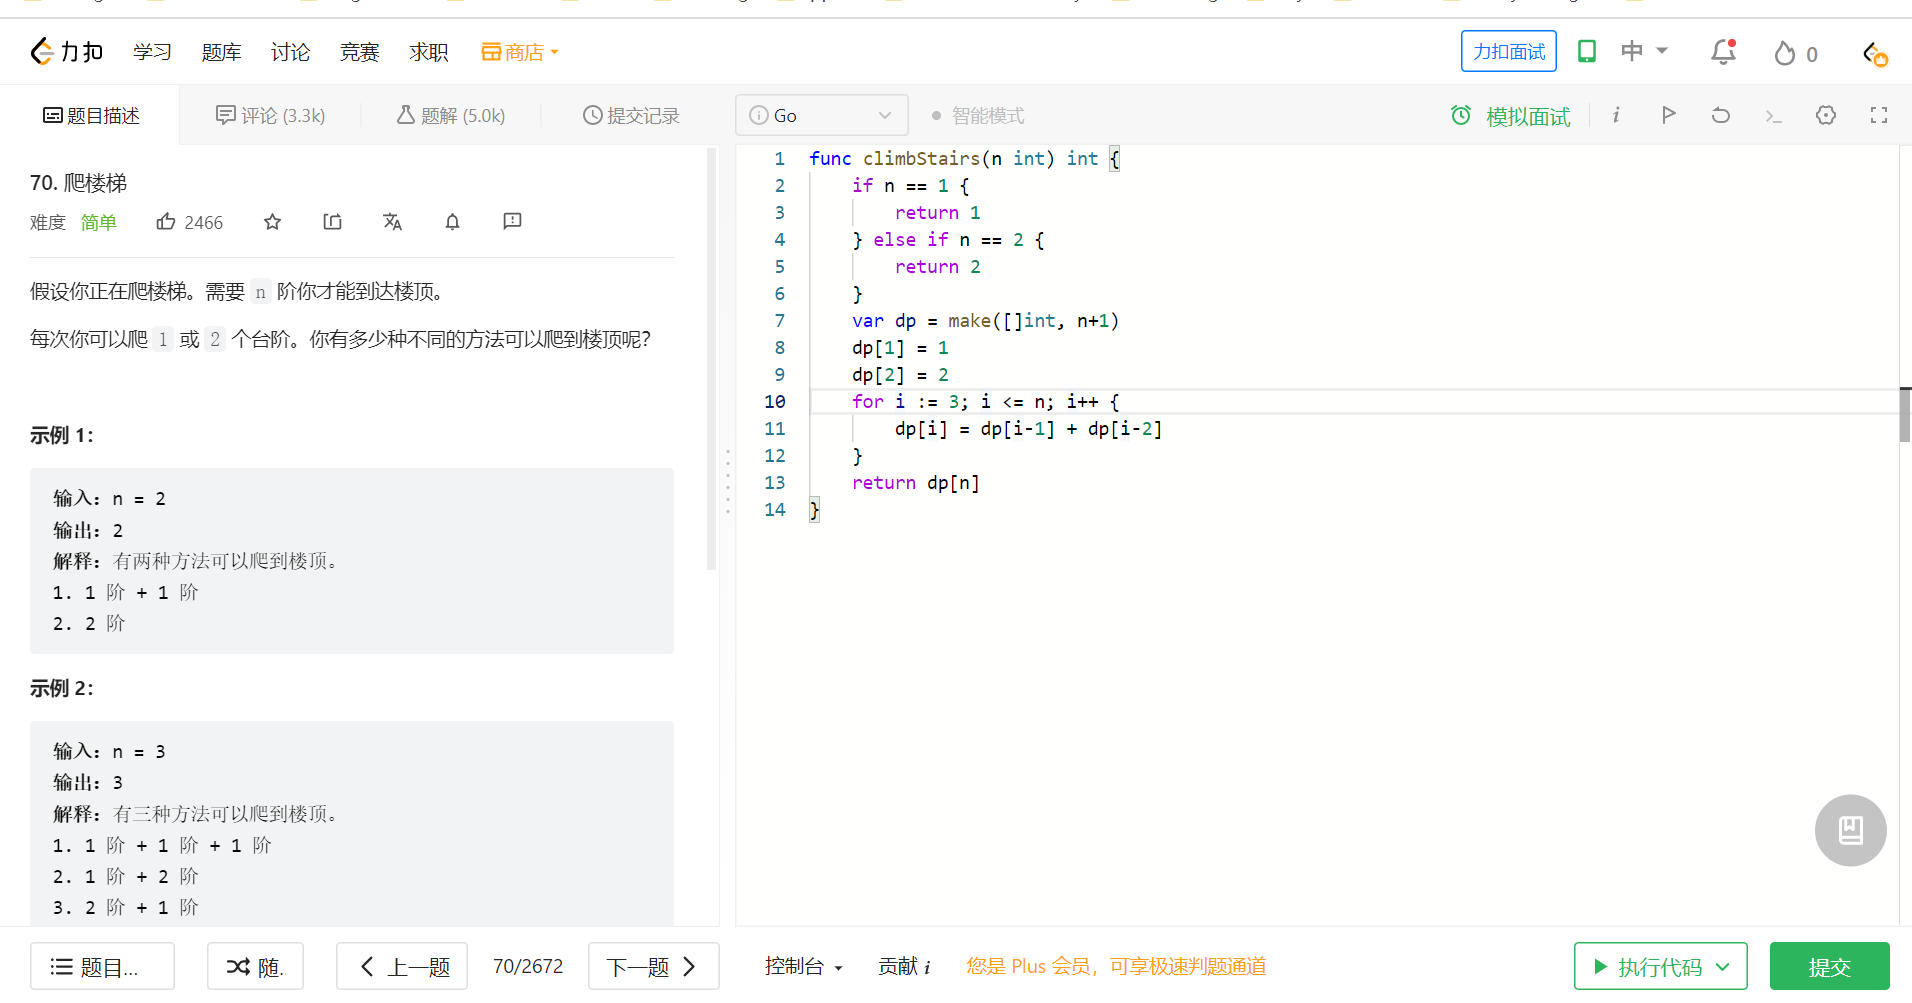 力扣 学习 题库 讨论 竞赛 求职 商店 力扣面试 中 0
题目描述 评论 (3.3k) 题解 (5.0k) 提交记录 Go 智能模式 模拟面试 i
70. 爬楼梯
难度 简单 2466
假设你正在爬楼梯。需要 n 阶你才能到达楼顶。
每次你可以爬 1 或 2 个台阶。你有多少种不同的方法可以爬到楼顶呢？
示例 1：
输入：n = 2
输出：2
解释：有两种方法可以爬到楼顶。
1. 1 阶 + 1 阶
2. 2 阶
示例 2：
输入：n = 3
输出：3
解释：有三种方法可以爬到楼顶。
1. 1 阶 + 1 阶 + 1 阶
2. 1 阶 + 2 阶
3. 2 阶 + 1 阶
1 func climbStairs(n int) int {
2 if n == 1 {
3 return 1
4 } else if n == 2 {
5 return 2
6 }
7 var dp = make([]int, n+1)
8 dp[1] = 1
9 dp[2] = 2
10 for i := 3; i <= n; i++ {
11 dp[i] = dp[i-1] + dp[i-2]
12 }
13 return dp[n]
14 }
题目... 随. 上一题 70/2672 下一题 控制台 贡献 i 您是 Plus 会员，可享极速判题通道 执行代码 提交